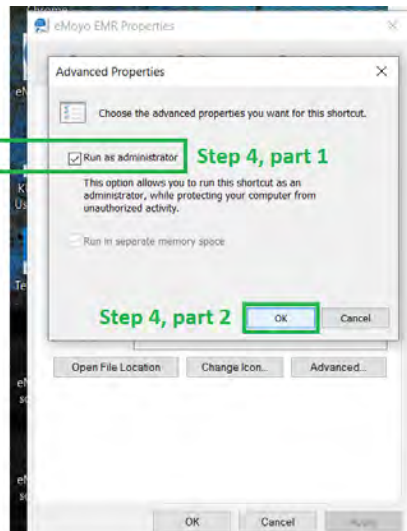 Chrome
eMoyo EMR Properties
Advanced Properties
Choose the advanced properties you want for this shortcut.
Run as administrator
Step 4, part 1
This option allows you to run this shortcut as an
administrator, while protecting your computer from
unauthorized activity.
Run in separate memory space
Step 4, part 2
OK
Cancel
Open File Location
Change Icon...
Advanced...
OK
Cancel
Apply